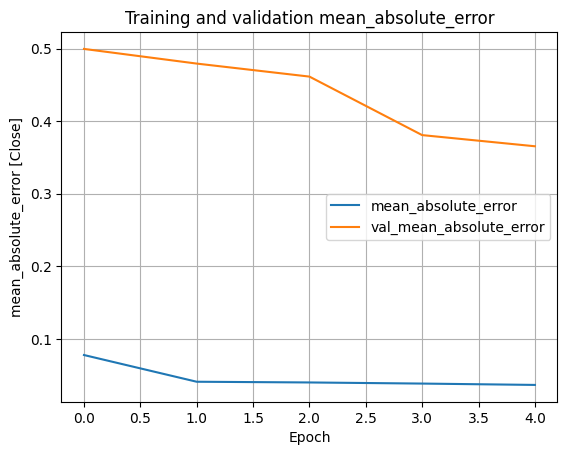 Training and validation mean_absolute_error
mean_absolute_error [Close]
0.5
0.4
0.3
0.2
0.1
mean_absolute_error
val_mean_absolute_error
0.0 0.5 1.0 1.5 2.0 2.5 3.0 3.5 4.0
Epoch